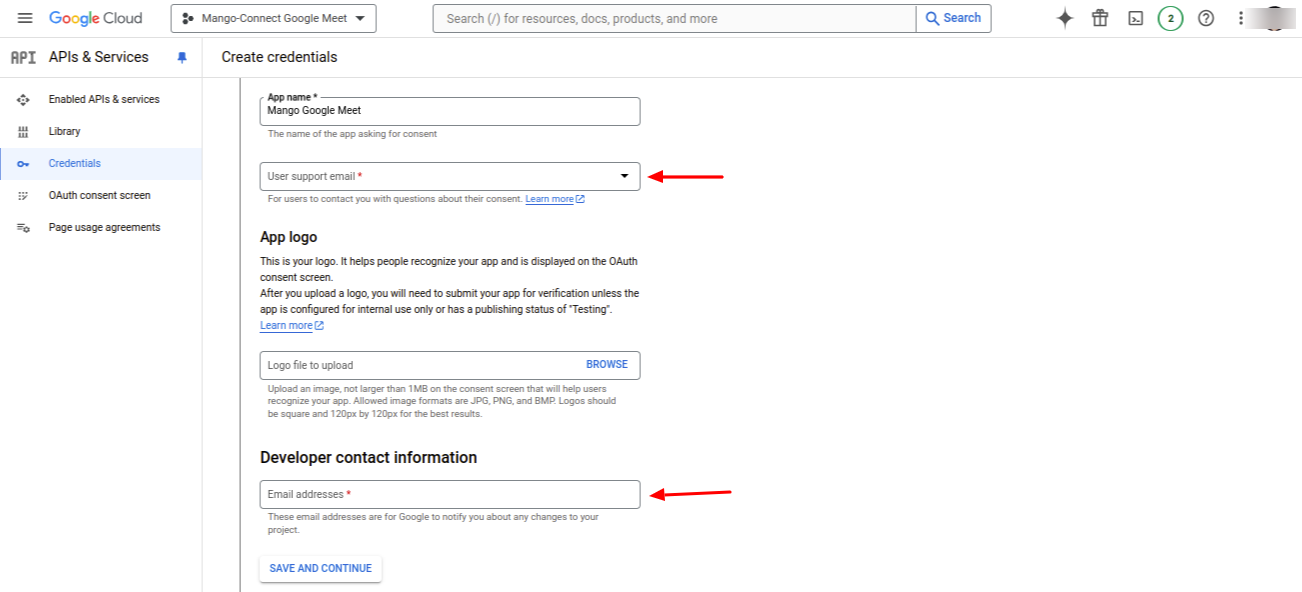 Google Cloud
Mango-Connect Google Meet
Search (/) for resources, docs, products, and more
Search
2
API APIs & Services
Create credentials
Enabled APIs & services
Library
Credentials
OAuth consent screen
Page usage agreements
App name *
Mango Google Meet
The name of the app asking for consent
User support email *
For users to contact you with questions about their consent. Learn more
App logo
This is your logo. It helps people recognize your app and is displayed on the OAuth
consent screen.
After you upload a logo, you will need to submit your app for verification unless the
app is configured for internal use only or has a publishing status of "Testing".
Learn more
Logo file to upload
BROWSE
Upload an image, not larger than 1MB on the consent screen that will help users
recognize your app. Allowed image formats are JPG, PNG, and BMP. Logos should
be square and 120px by 120px for the best results.
Developer contact information
Email addresses *
These email addresses are for Google to notify you about any changes to your
project.
SAVE AND CONTINUE